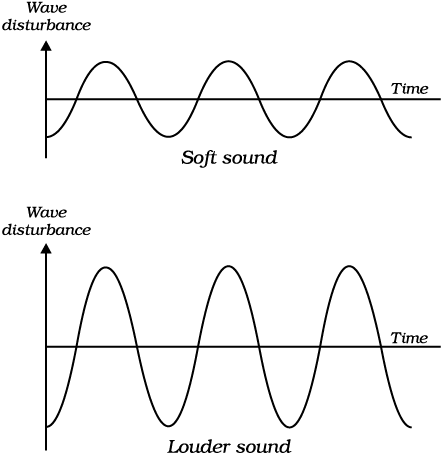 Wave
disturbance
Time
Soft sound
Wave
disturbance
Time
Louder sound